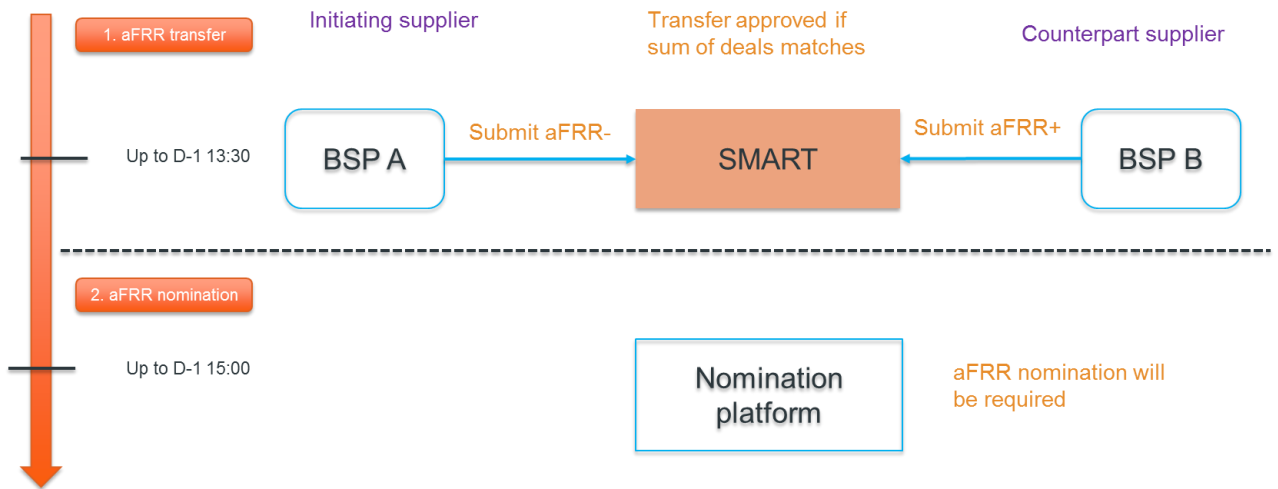 1. aFRR transfer
Initiating supplier
Transfer approved if
sum of deals matches
Counterpart supplier
Up to D-1 13:30
BSP A
Submit aFRR-
SMART
Submit aFRR+
BSP B
2. aFRR nomination
Up to D-1 15:00
Nomination
platform
aFRR nomination will
be required